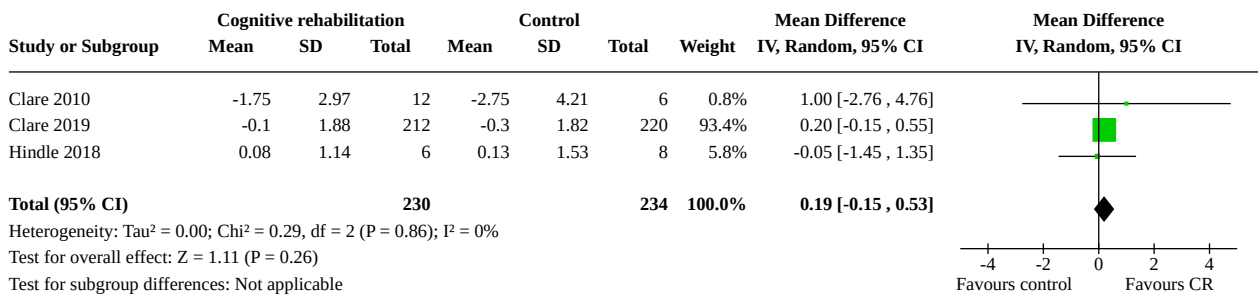 Cognitive rehabilitation Control Mean Difference Mean Difference
Study or Subgroup Mean SD Total Mean SD Total Weight IV, Random, 95% CI IV, Random, 95% CI
Clare 2010 -1.75 2.97 12 -2.75 4.21 6 0.8% 1.00 [-2.76 , 4.76]
Clare 2019 -0.1 1.88 212 -0.3 1.82 220 93.4% 0.20 [-0.15 , 0.55]
Hindle 2018 0.08 1.14 6 0.13 1.53 8 5.8% -0.05 [-1.45 , 1.35]
Total (95% CI) 230 234 100.0% 0.19 [-0.15 , 0.53]
Heterogeneity: Tau² = 0.00; Chi² = 0.29, df = 2 (P = 0.86); I² = 0%
Test for overall effect: Z = 1.11 (P = 0.26)
-4 -2 0 2 4
Test for subgroup differences: Not applicable
Favours control Favours CR